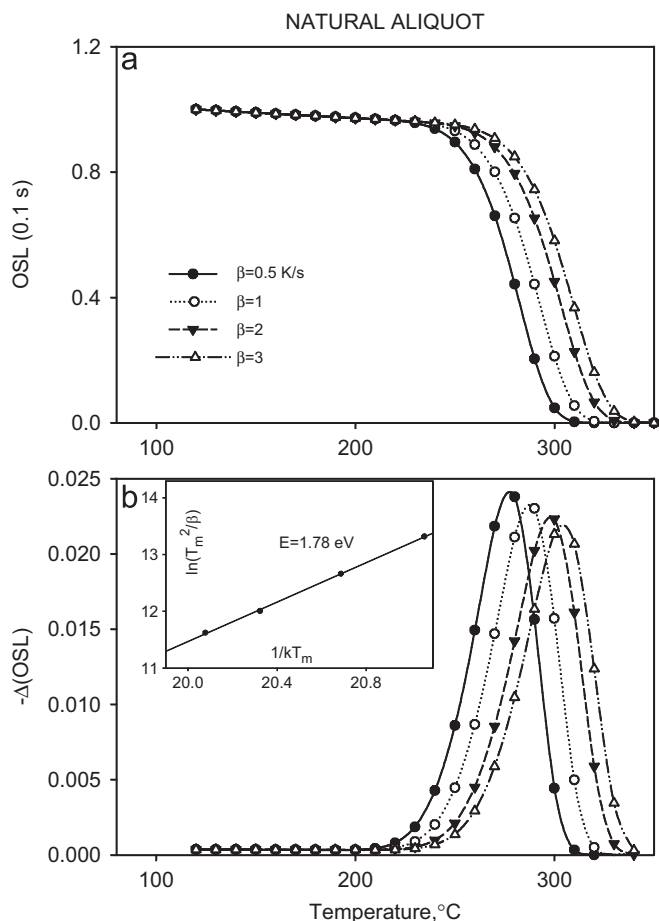 NATURAL ALIQUOT
a
1.2
0.8
0.4
0.0
OSL (0.1 s)
β=0.5 K/s
β=1
β=2
β=3
100
200
300
b
0.025
0.020
0.015
0.010
0.005
0.000
-Δ(OSL)
14
13
12
11
ln(Tm²/β)
E=1.78 eV
20.0
20.4
20.8
1/kTm
100
200
300
Temperature,°C